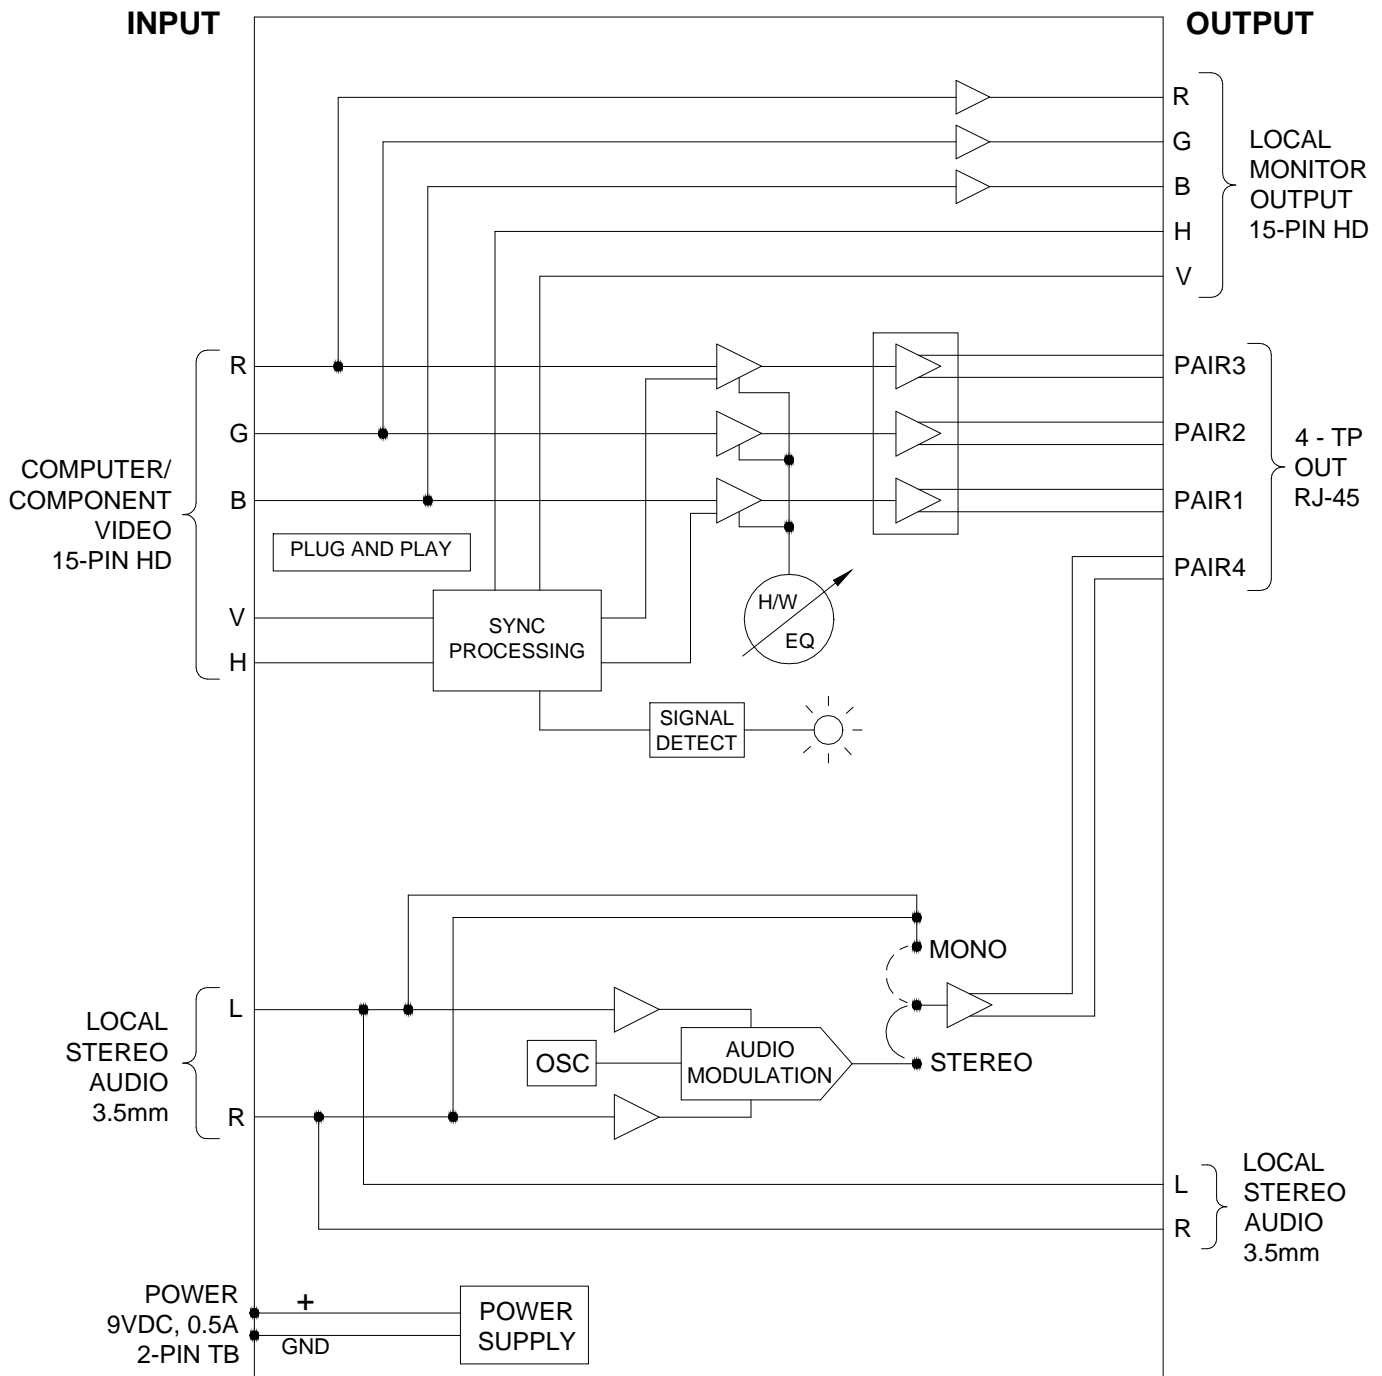 INPUT
OUTPUT
R
G
B
H
V
LOCAL
MONITOR
OUTPUT
15-PIN HD
R
G
B
V
H
COMPUTER/
COMPONENT
VIDEO
15-PIN HD
PLUG AND PLAY
SYNC
PROCESSING
H/W
EQ
SIGNAL
DETECT
PAIR3
PAIR2
PAIR1
PAIR4
4 - TP
OUT
RJ-45
MONO
STEREO
L
R
LOCAL
STEREO
AUDIO
3.5mm
OSC
AUDIO
MODULATION
L
R
LOCAL
STEREO
AUDIO
3.5mm
POWER
9VDC, 0.5A
2-PIN TB
+
GND
POWER
SUPPLY